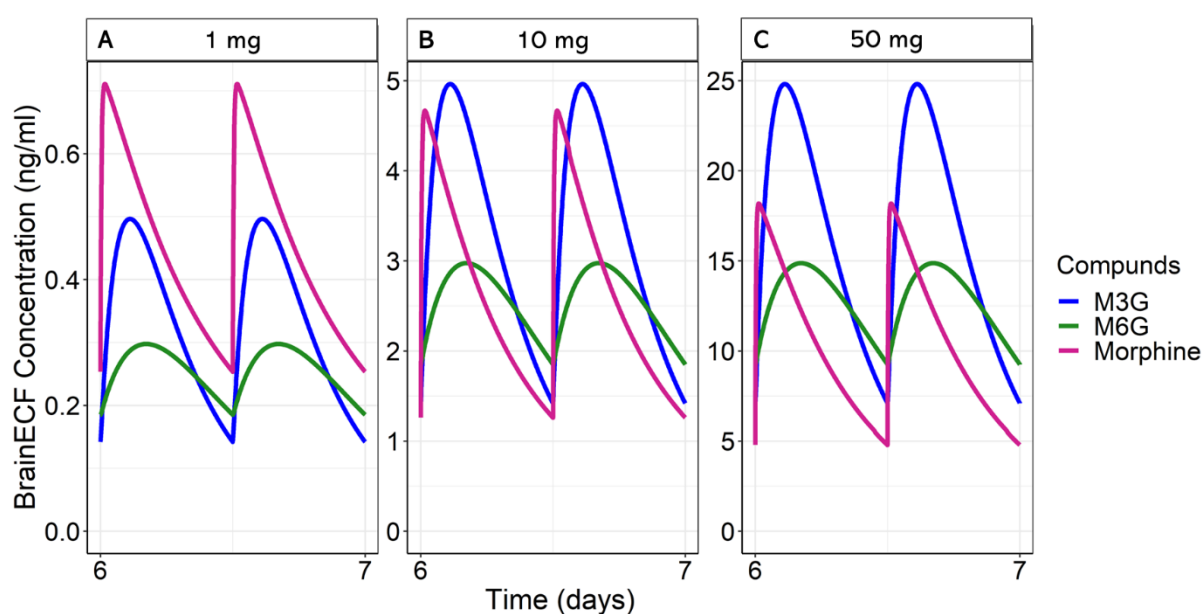 A 1 mg
B 10 mg
C 50 mg
BrainECF Concentration (ng/ml)
0.6
0.4
0.2
0.0
5
4
3
2
1
0
25
20
15
10
5
0
6 7
6 7
6 7
Time (days)
Compunds
M3G
M6G
Morphine